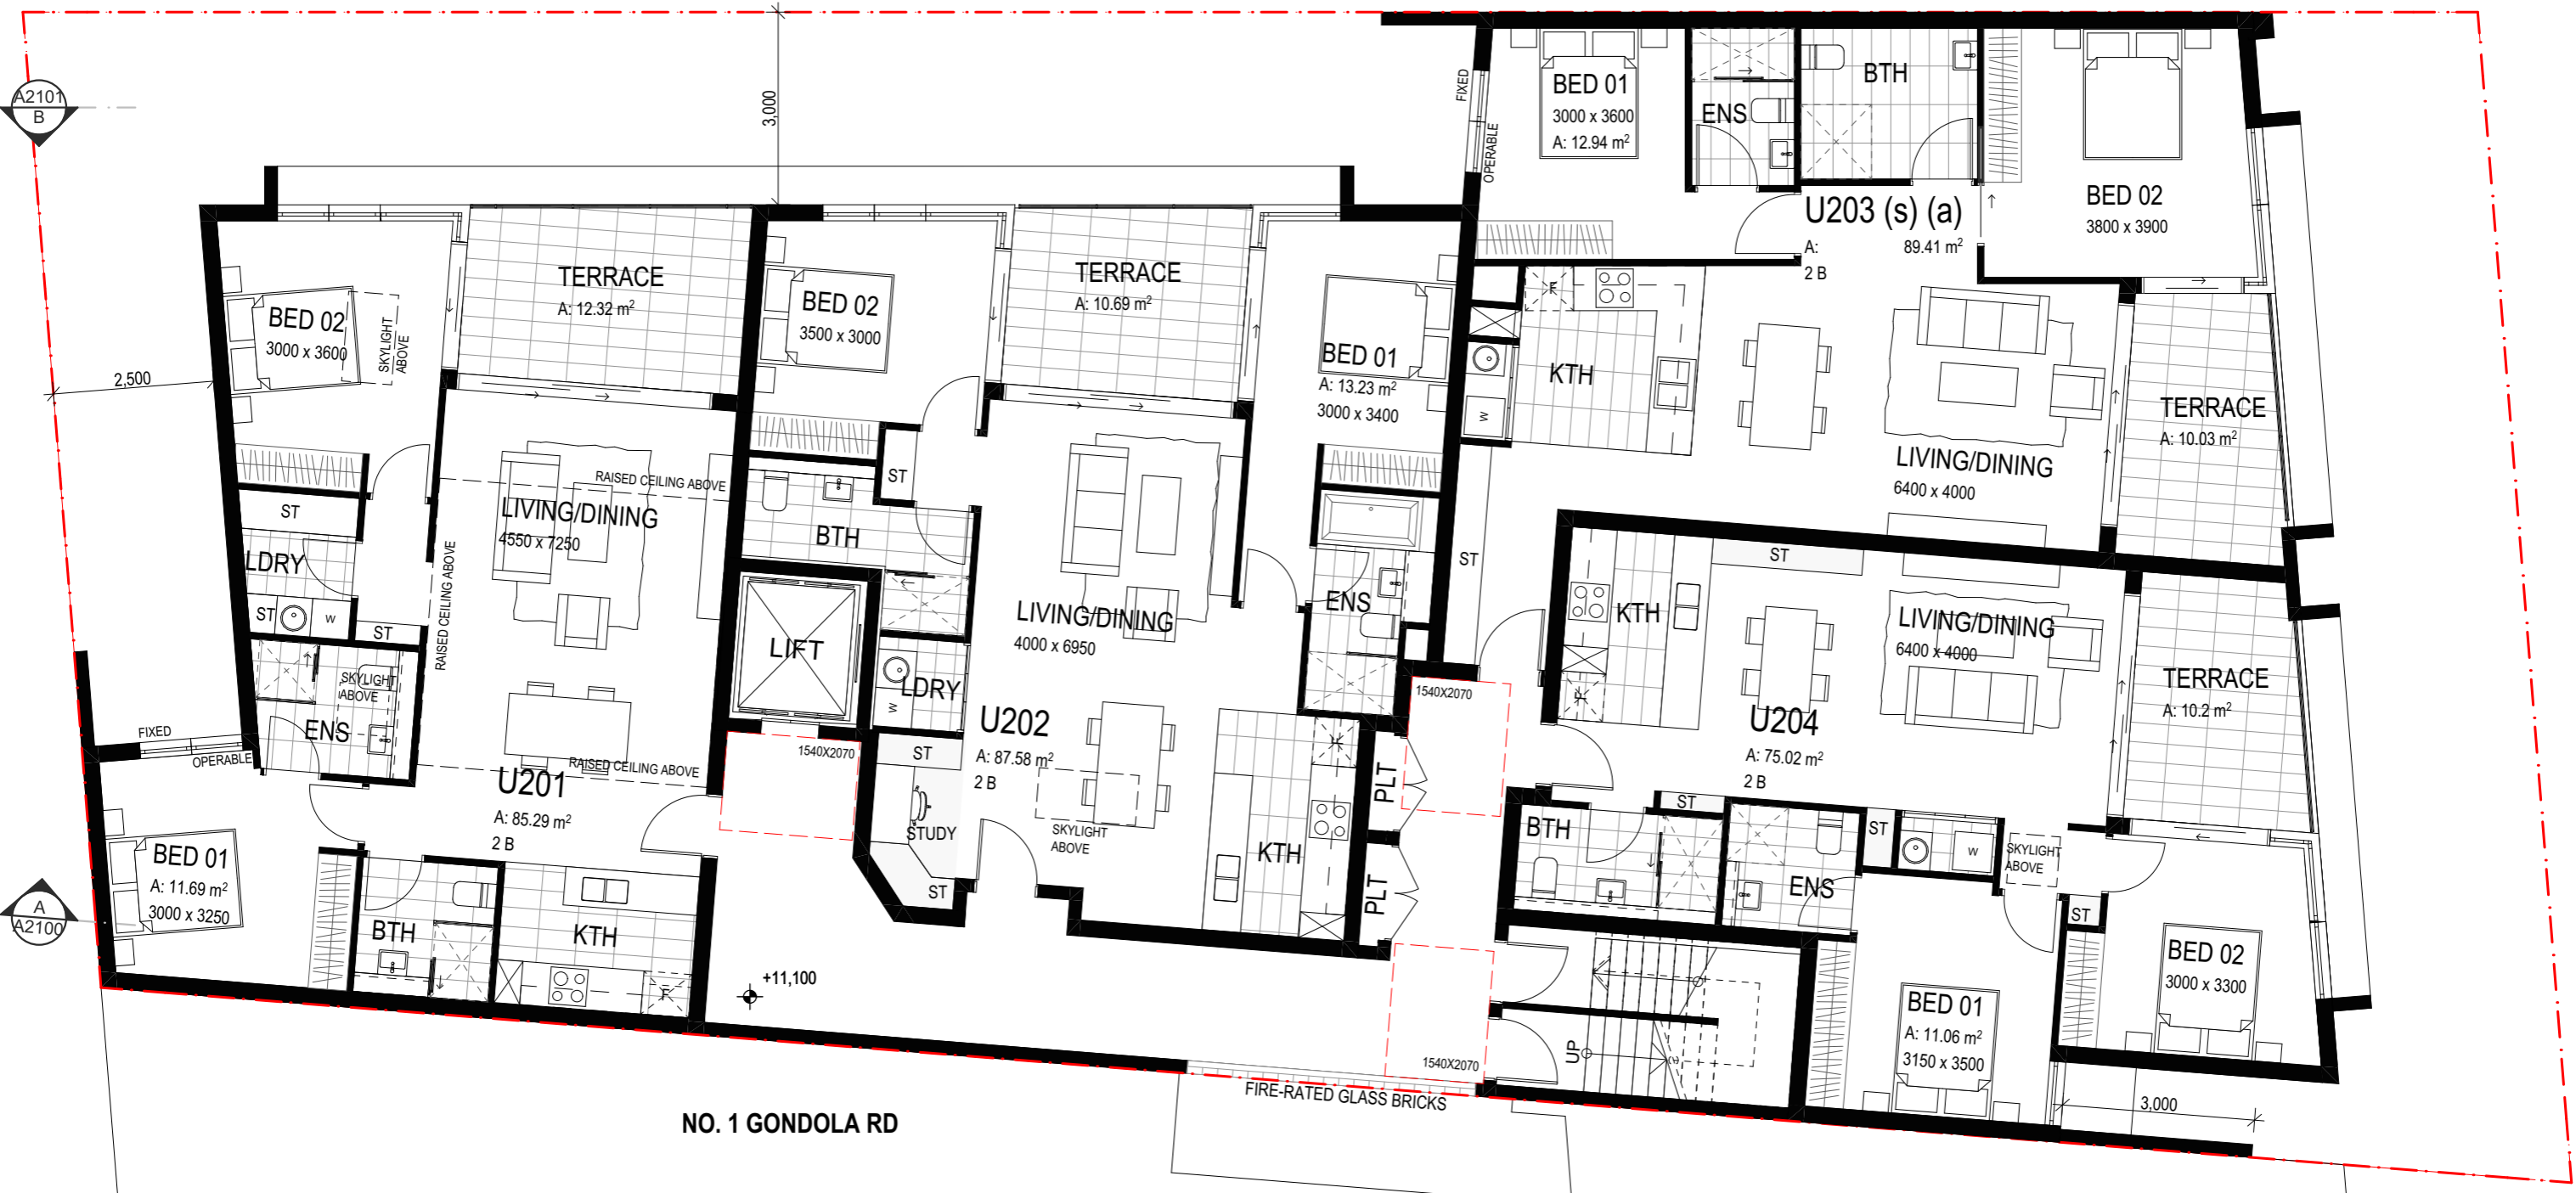 A2101
B
3,000
2,500
BED 02
3000 x 3600
SKYLIGHT
ABOVE
TERRACE
A: 12.32 m²
BED 02
3500 x 3000
TERRACE
A: 10.69 m²
BED 01
A: 13.23 m²
3000 x 3400
FIXED
OPERABLE
BED 01
3000 x 3600
A: 12.94 m²
ENS
BTH
BED 02
3800 x 3900
U203 (s) (a)
A: 89.41 m²
2 B
F
KTH
W
TERRACE
A: 10.03 m²
LIVING/DINING
6400 x 4000
ST
RAISED CEILING ABOVE
LIVING/DINING
4550 x 7250
RAISED CEILING ABOVE
ST
LDRY
ST
W
ST
SKYLIGHT
ABOVE
ENS
FIXED
OPERABLE
RAISED CEILING ABOVE
U201
A: 85.29 m²
2 B
BED 01
A: 11.69 m²
3000 x 3250
BTH
KTH
F
A
A2100
ST
BTH
LIFT
1540X2070
LDRY
W
ST
STUDY
ST
LIVING/DINING
4000 x 6950
U202
A: 87.58 m²
2 B
SKYLIGHT
ABOVE
ENS
F
KTH
PLT
PLT
1540X2070
1540X2070
+11,100
ST
KTH
F
LIVING/DINING
6400 x 4000
TERRACE
A: 10.2 m²
U204
A: 75.02 m²
2 B
ST
BTH
ENS
ST
W
SKYLIGHT
ABOVE
ST
BED 02
3000 x 3300
BED 01
A: 11.06 m²
3150 x 3500
UP
3,000
FIRE-RATED GLASS BRICKS
NO. 1 GONDOLA RD